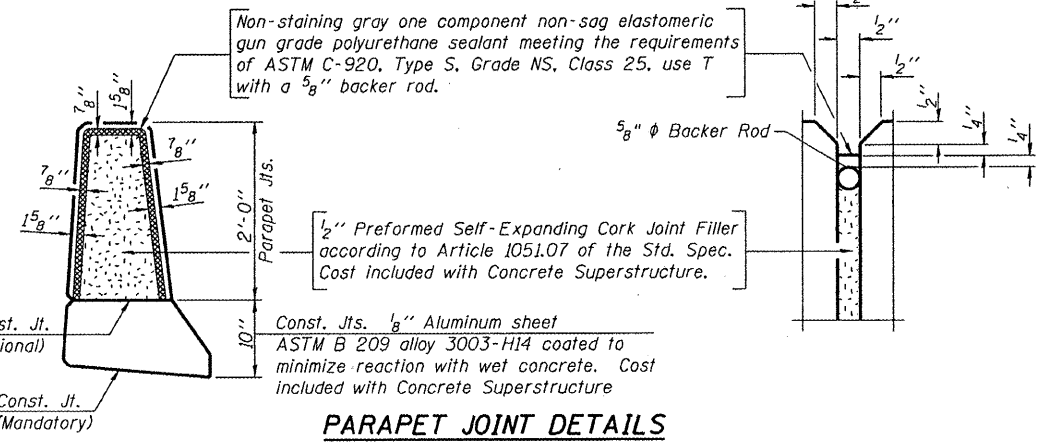 Non-staining gray one component non-sag elastomeric
gun grade polyurethane sealant meeting the requirements
of ASTM C-920, Type S, Grade NS, Class 25, use T
with a 5/8" backer rod.
7/8"
1 5/8"
7/8"
7/8"
1 5/8"
1 5/8"
2'-0"
Parapet Jts.
10"
1/2"
1/2"
1/2"
1/4"
1/4"
5/8" ϕ Backer Rod
1/2" Preformed Self-Expanding Cork Joint Filler
according to Article 1051.07 of the Std. Spec.
Cost included with Concrete Superstructure.
Const. Jts. 1/8" Aluminum sheet
ASTM B 209 alloy 3003-H14 coated to
minimize reaction with wet concrete. Cost
included with Concrete Superstructure
Jt.
Const. Jt.
(Mandatory)
PARAPET JOINT DETAILS